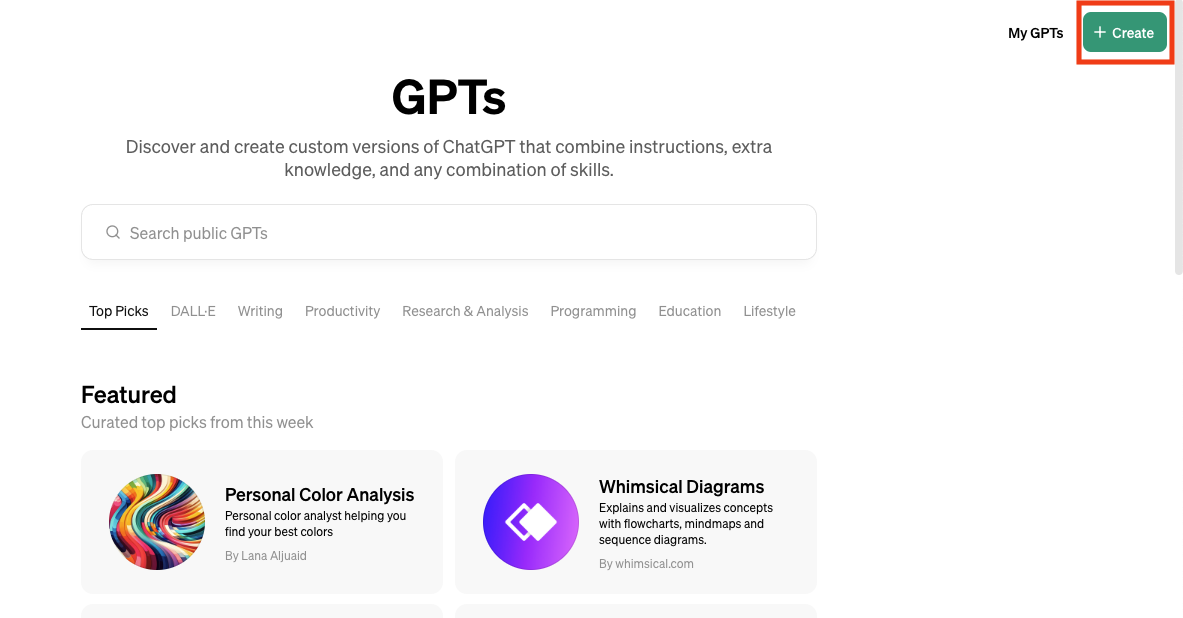 My GPTs
+ Create
GPTs
Discover and create custom versions of ChatGPT that combine instructions, extra
knowledge, and any combination of skills.
Search public GPTs
Top Picks DALL·E Writing Productivity Research & Analysis Programming Education Lifestyle
Featured
Curated top picks from this week
Personal Color Analysis
Personal color analyst helping you
find your best colors
By Lana Aljuaid
Whimsical Diagrams
Explains and visualizes concepts
with flowcharts, mindmaps and
sequence diagrams.
By whimsical.com